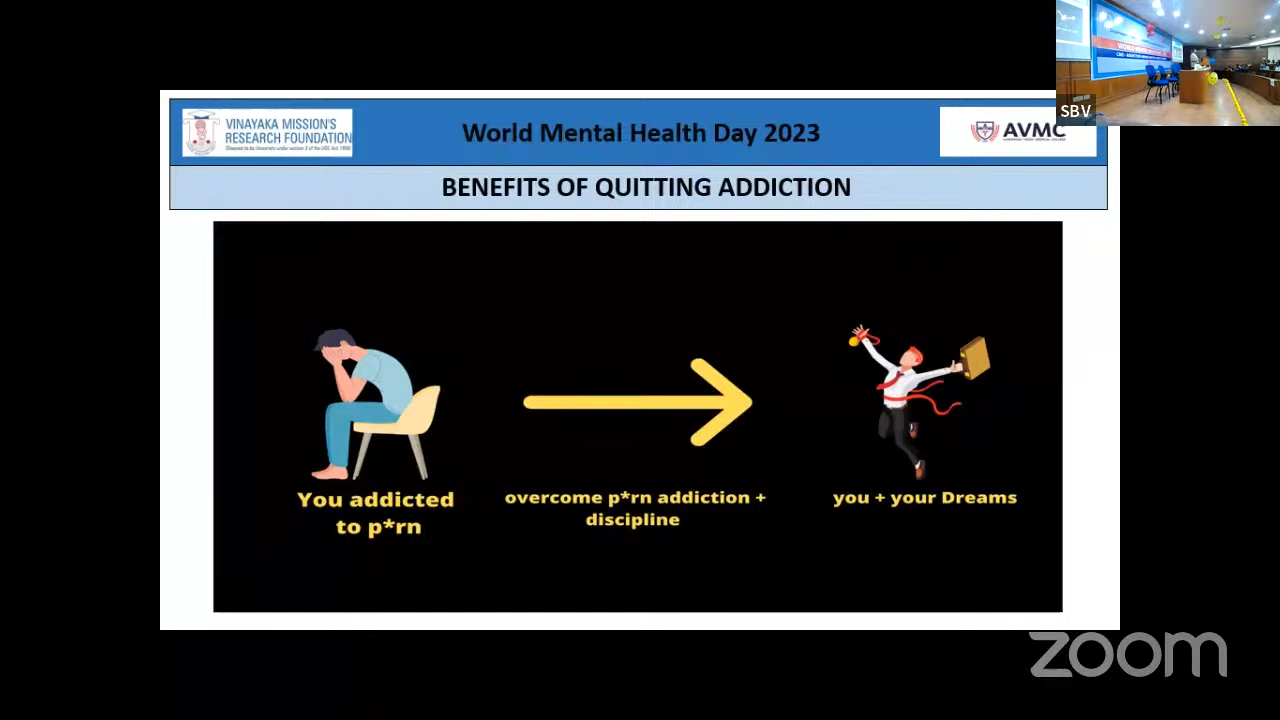 VINAYAKA MISSION'S
RESEARCH FOUNDATION
World Mental Health Day 2023
AVMC
SBV
BENEFITS OF QUITTING ADDICTION
You addicted
to p*rn
overcome p*rn addiction +
discipline
you + your Dreams
zoom